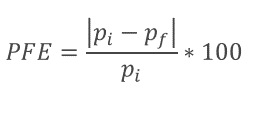 PFE = |p_i − p_f| / p_i * 100